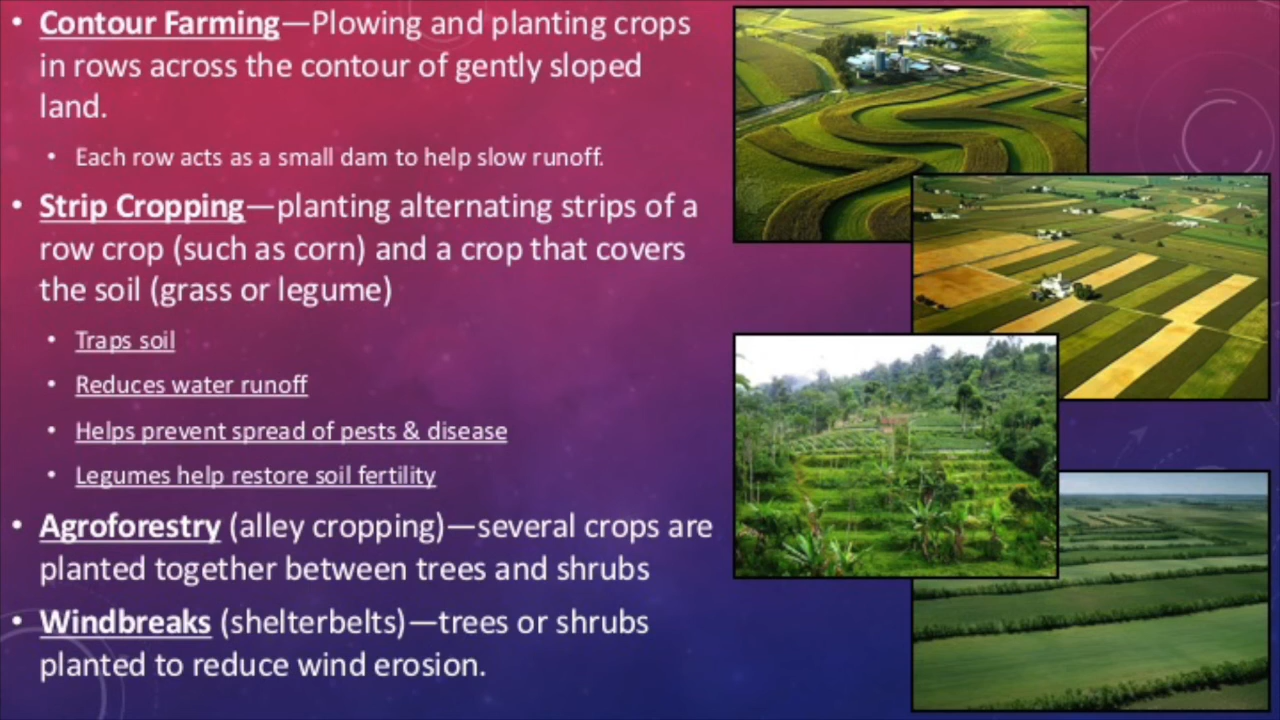 • Contour Farming—Plowing and planting crops
in rows across the contour of gently sloped
land.
• Each row acts as a small dam to help slow runoff.
• Strip Cropping—planting alternating strips of a
row crop (such as corn) and a crop that covers
the soil (grass or legume)
• Traps soil
• Reduces water runoff
• Helps prevent spread of pests & disease
• Legumes help restore soil fertility
• Agroforestry (alley cropping)—several crops are
planted together between trees and shrubs
• Windbreaks (shelterbelts)—trees or shrubs
planted to reduce wind erosion.